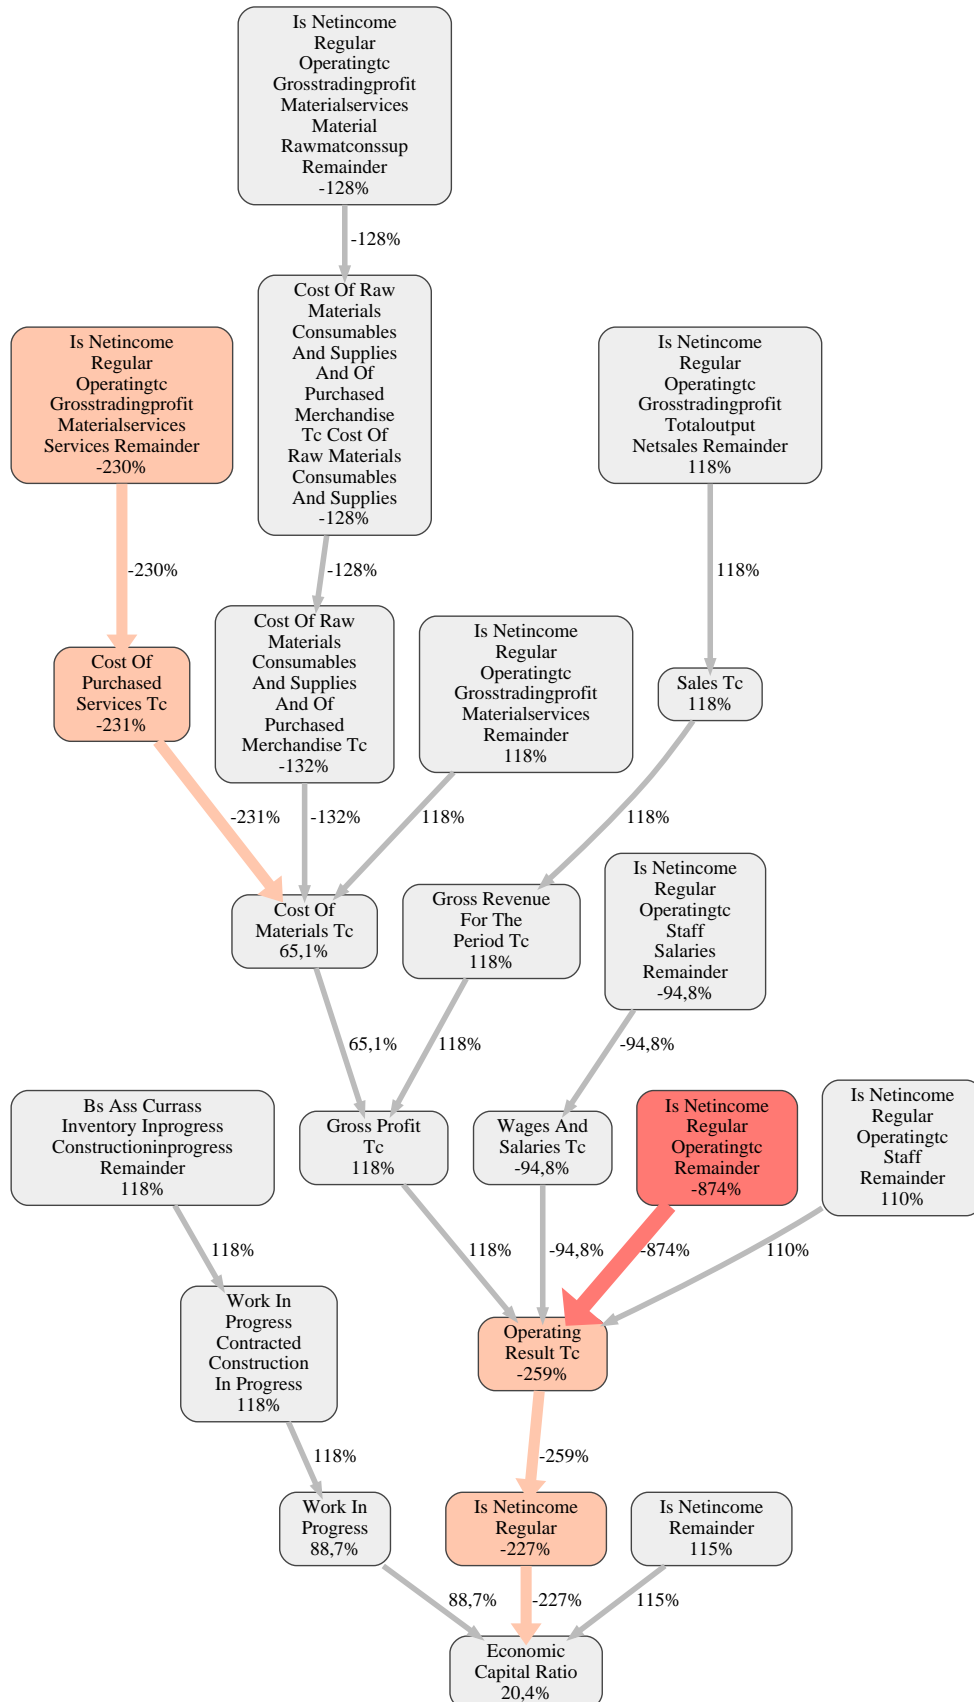 Is Netincome
Regular
Operatingtc
Grosstradingprofit
Materialservices
Material
Rawmatconssup
Remainder
-128%
-128%
Cost Of Raw
Materials
Consumables
And Supplies
And Of
Purchased
Merchandise
Tc Cost Of
Raw Materials
Consumables
And Supplies
-128%
Is Netincome
Regular
Operatingtc
Grosstradingprofit
Materialservices
Services Remainder
-230%
Is Netincome
Regular
Operatingtc
Grosstradingprofit
Totaloutput
Netsales Remainder
118%
-230%
-128%
118%
Cost Of
Purchased
Services Tc
-231%
Cost Of Raw
Materials
Consumables
And Supplies
And Of
Purchased
Merchandise Tc
-132%
Is Netincome
Regular
Operatingtc
Grosstradingprofit
Materialservices
Remainder
118%
Sales Tc
118%
-231%
-132%
118%
118%
Cost Of
Materials Tc
65,1%
Gross Revenue
For The
Period Tc
118%
Is Netincome
Regular
Operatingtc
Staff
Salaries
Remainder
-94,8%
65,1%
118%
-94,8%
Bs Ass Currass
Inventory Inprogress
Constructioninprogress
Remainder
118%
Gross Profit
Tc
118%
Wages And
Salaries Tc
-94,8%
Is Netincome
Regular
Operatingtc
Remainder
-874%
Is Netincome
Regular
Operatingtc
Staff
Remainder
110%
118%
118%
-94,8%
-874%
110%
Work In
Progress
Contracted
Construction
In Progress
118%
Operating
Result Tc
-259%
118%
-259%
Work In
Progress
88,7%
Is Netincome
Regular
-227%
Is Netincome
Remainder
115%
88,7%
-227%
115%
Economic
Capital Ratio
20,4%